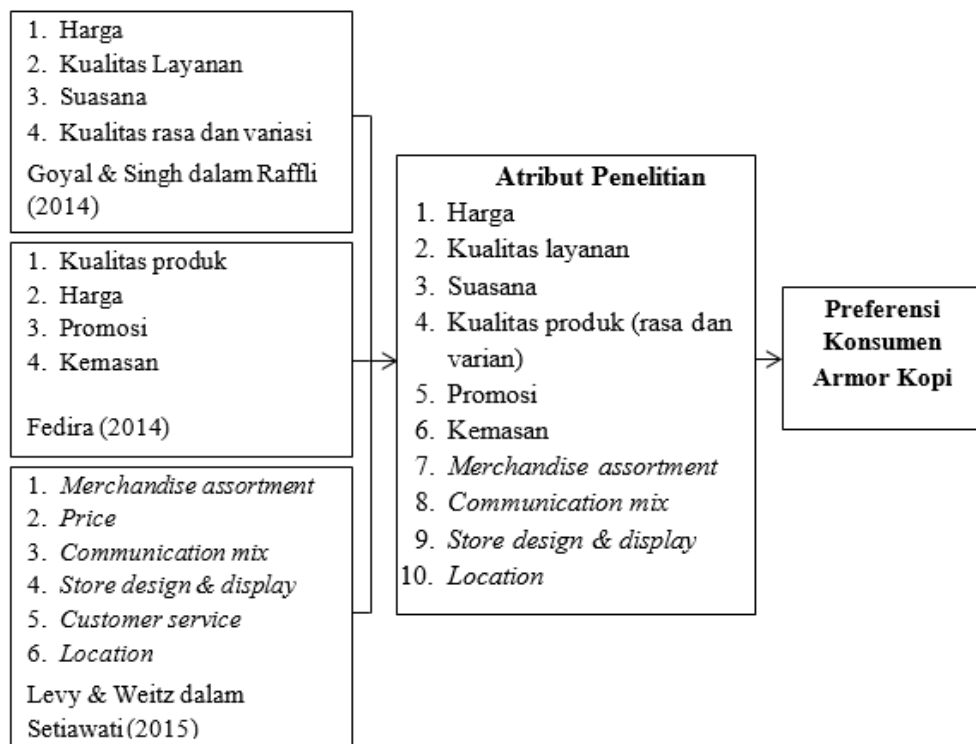 1. Harga
2. Kualitas Layanan
3. Suasana
4. Kualitas rasa dan variasi
Goyal & Singh dalam Raffli
(2014)
1. Kualitas produk
2. Harga
3. Promosi
4. Kemasan
Fedira (2014)
1. Merchandise assortment
2. Price
3. Communication mix
4. Store design & display
5. Customer service
6. Location
Levy & Weitz dalam
Setiawati (2015)
Atribut Penelitian
1. Harga
2. Kualitas layanan
3. Suasana
4. Kualitas produk (rasa dan
varian)
5. Promosi
6. Kemasan
7. Merchandise assortment
8. Communication mix
9. Store design & display
10. Location
Preferensi
Konsumen
Armor Kopi